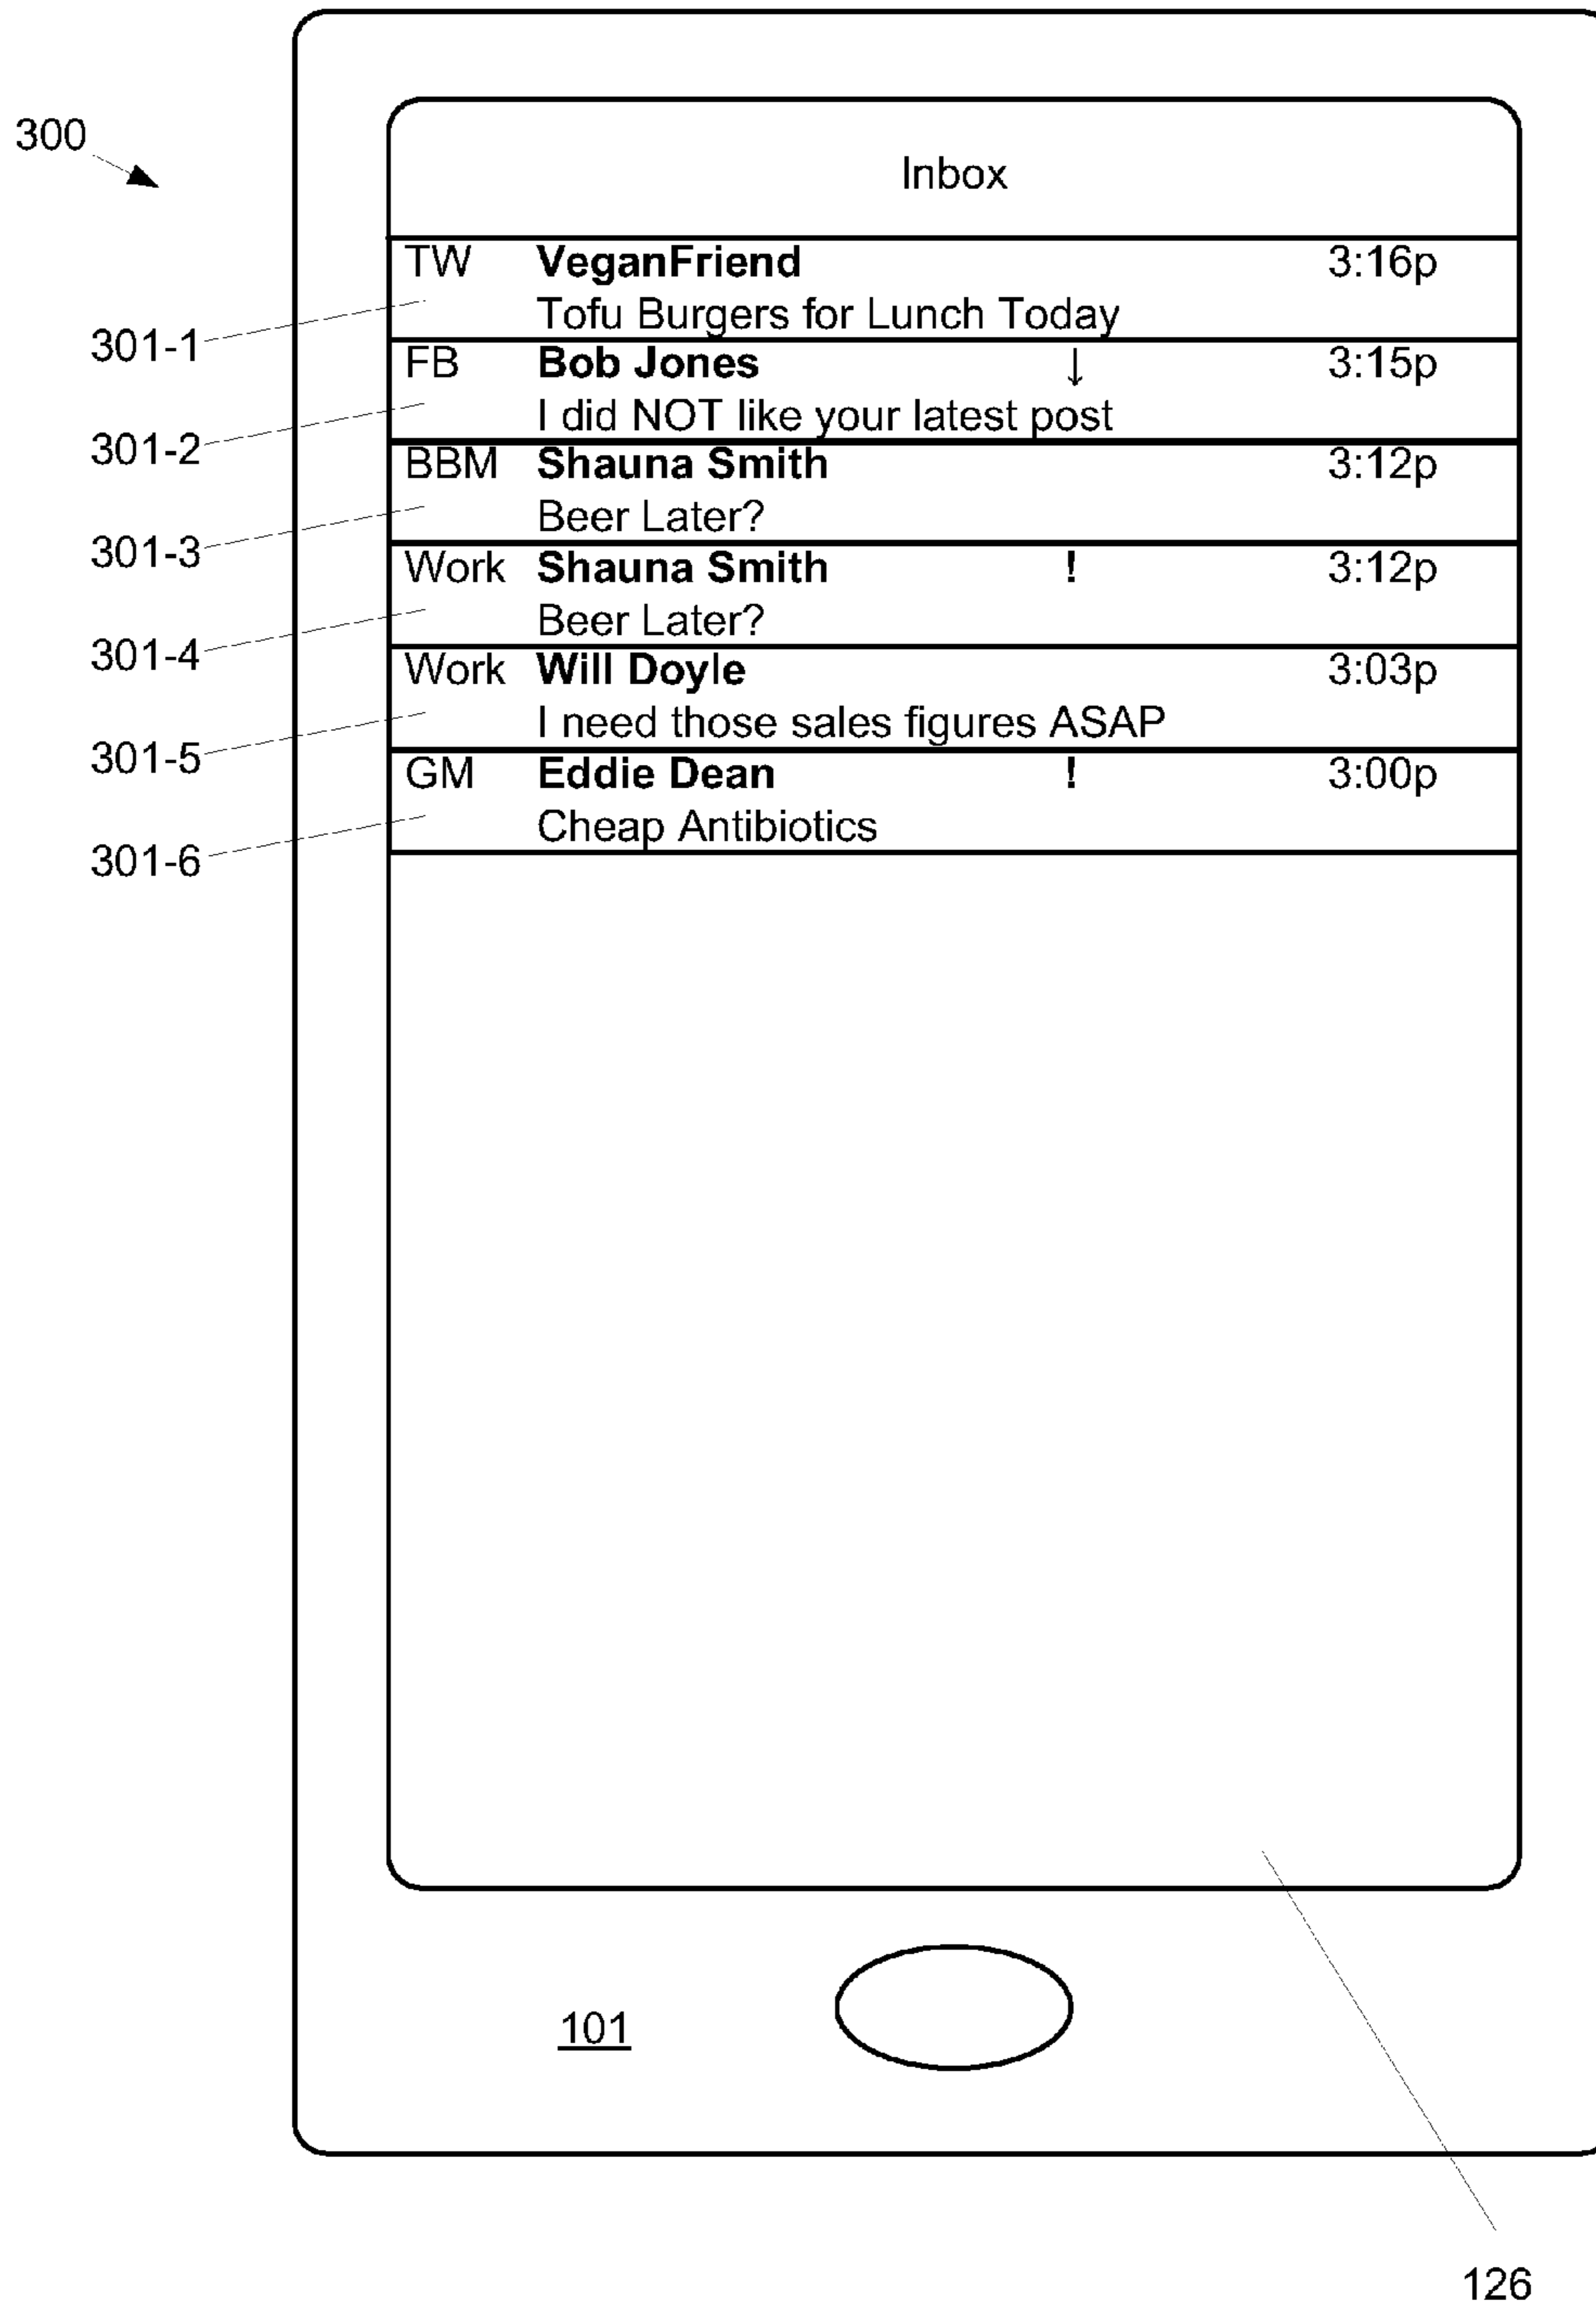 300
Inbox
TW VeganFriend 3:16p
Tofu Burgers for Lunch Today
301-1
FB Bob Jones ↓ 3:15p
I did NOT like your latest post
301-2
BBM Shauna Smith 3:12p
Beer Later?
301-3
Work Shauna Smith ! 3:12p
Beer Later?
301-4
Work Will Doyle 3:03p
I need those sales figures ASAP
301-5
GM Eddie Dean ! 3:00p
Cheap Antibiotics
301-6
101
126